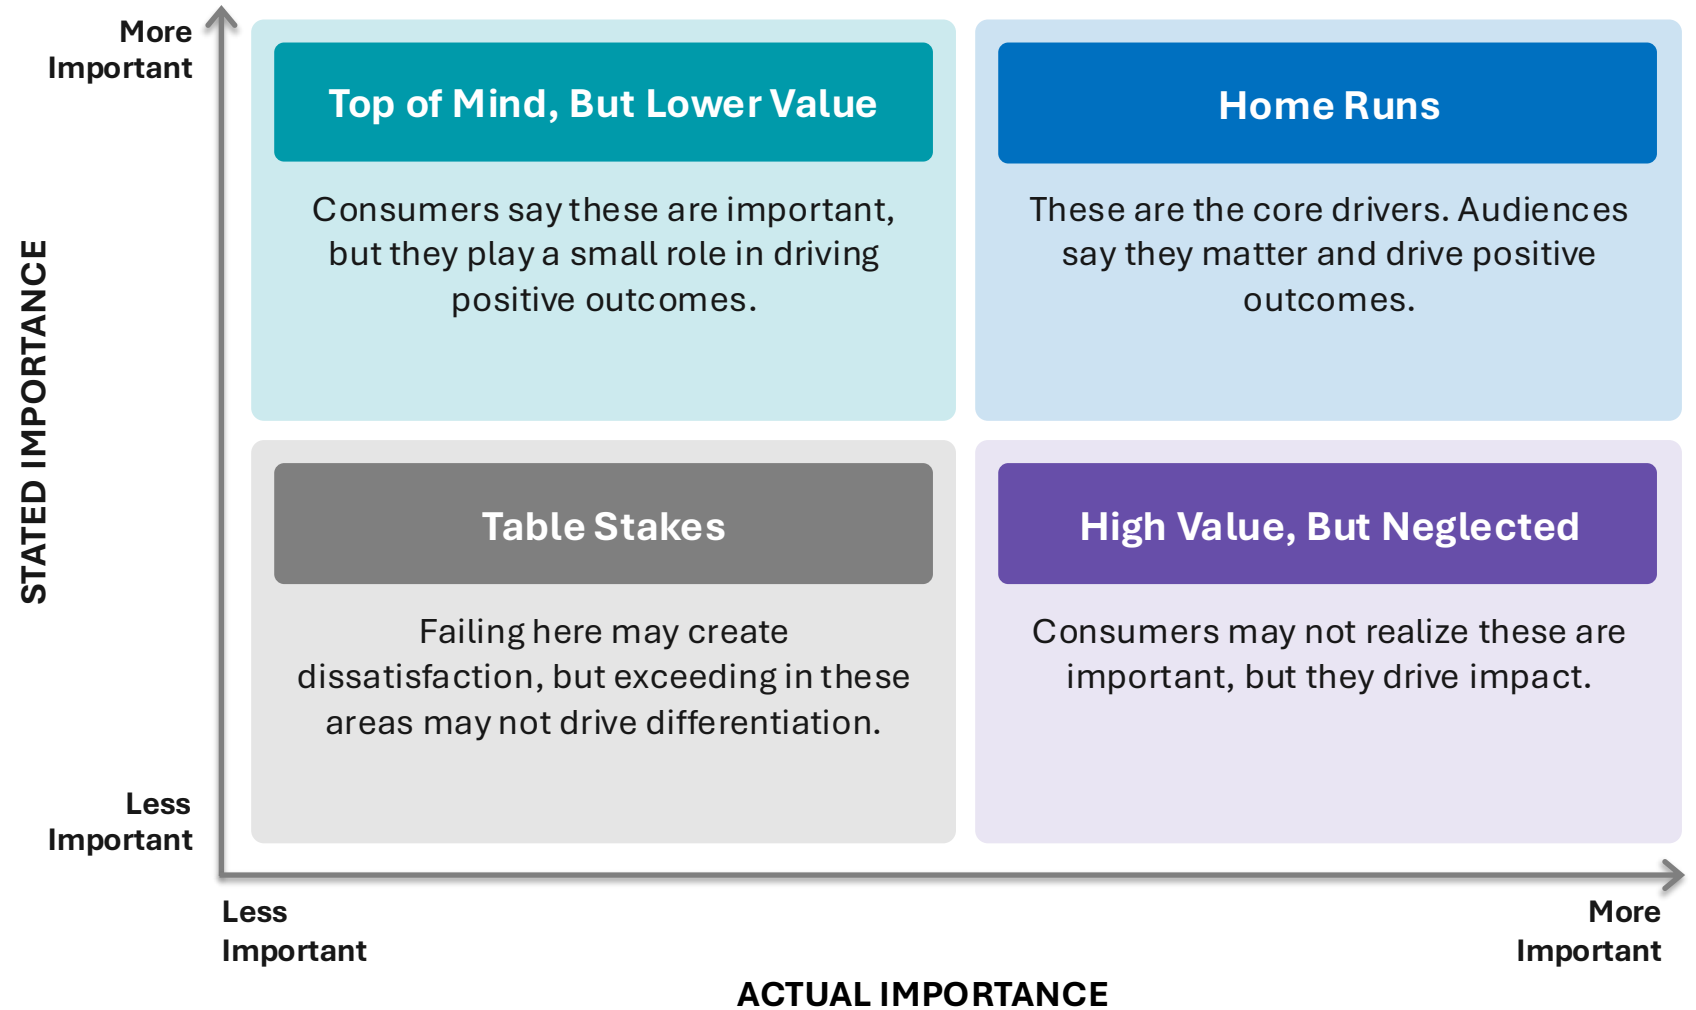 More
Important
STATED IMPORTANCE
Less
Important
Top of Mind, But Lower Value
Consumers say these are important,
but they play a small role in driving
positive outcomes.
Home Runs
These are the core drivers. Audiences
say they matter and drive positive
outcomes.
Table Stakes
Failing here may create
dissatisfaction, but exceeding in these
areas may not drive differentiation.
High Value, But Neglected
Consumers may not realize these are
important, but they drive impact.
Less
Important
More
Important
ACTUAL IMPORTANCE